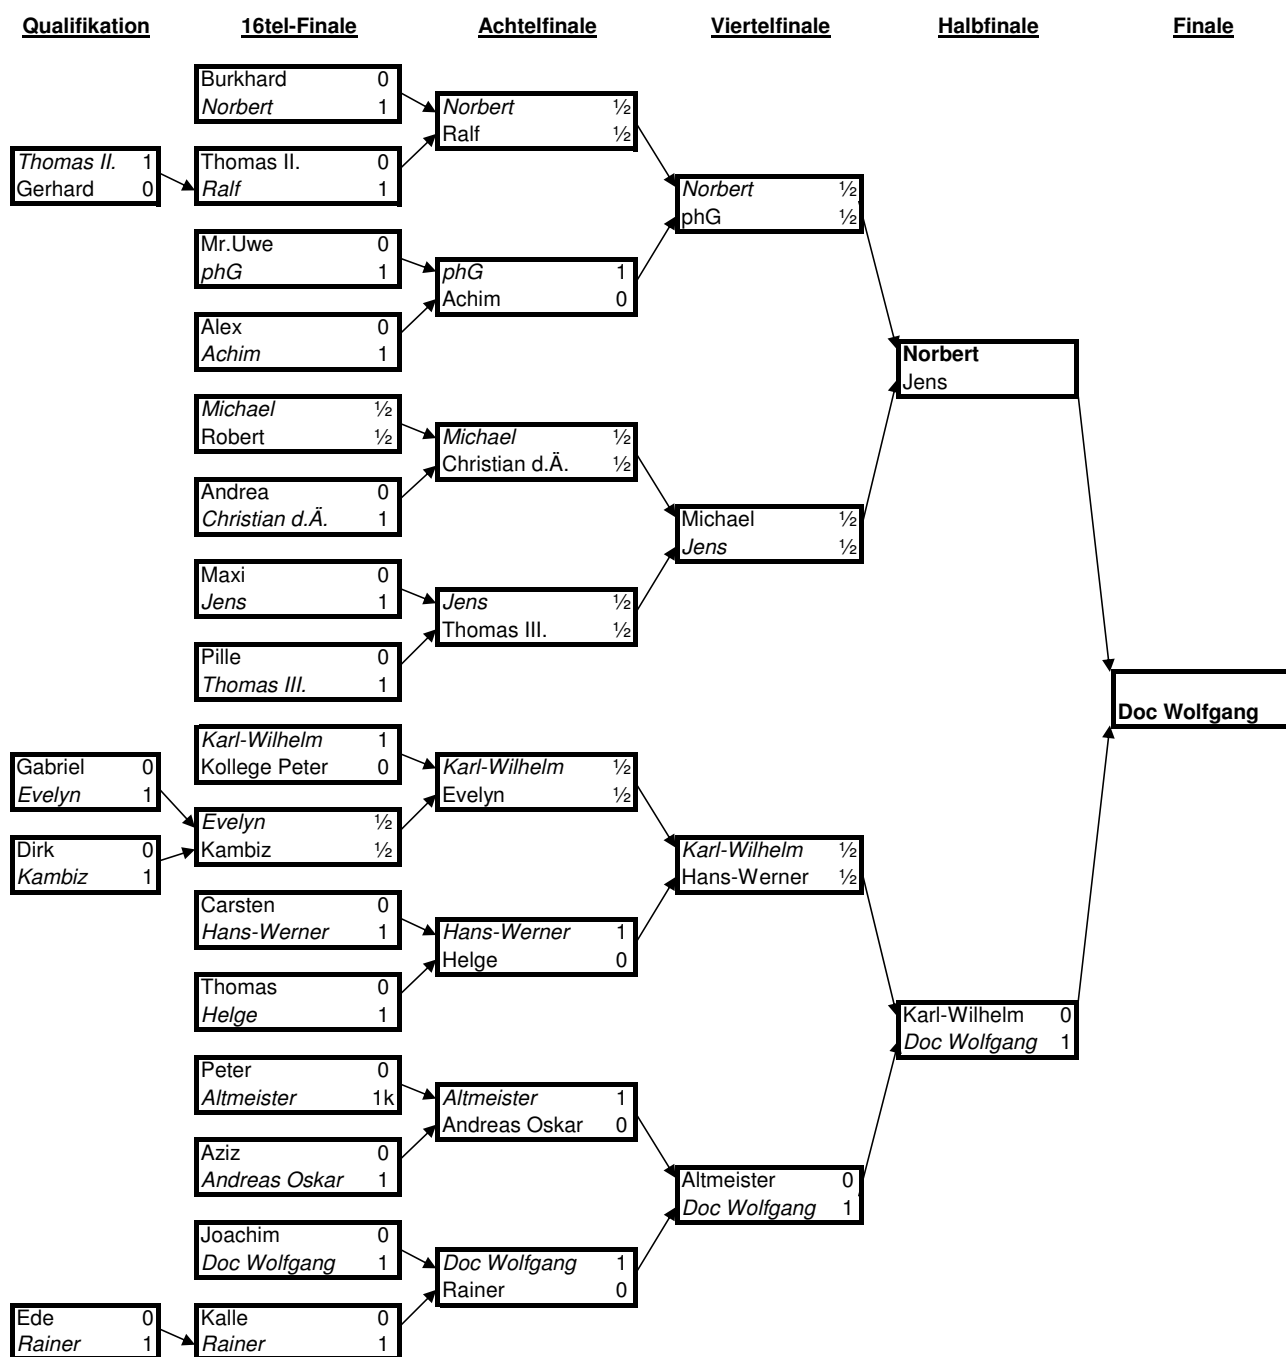 Qualifikation 16tel-Finale Achtelfinale Viertelfinale Halbfinale Finale
Burkhard 0
Norbert 1
Thomas II. 1
Gerhard 0
Thomas II. 0
Ralf 1
Mr.Uwe 0
phG 1
Alex 0
Achim 1
Michael ½
Robert ½
Andrea 0
Christian d.Ä. 1
Maxi 0
Jens 1
Pille 0
Thomas III. 1
Karl-Wilhelm 1
Kollege Peter 0
Gabriel 0
Evelyn 1
Dirk 0
Kambiz 1
Evelyn ½
Kambiz ½
Carsten 0
Hans-Werner 1
Thomas 0
Helge 1
Peter 0
Altmeister 1k
Aziz 0
Andreas Oskar 1
Joachim 0
Doc Wolfgang 1
Ede 0
Rainer 1
Kalle 0
Rainer 1
Norbert ½
Ralf ½
phG 1
Achim 0
Michael ½
Christian d.Ä. ½
Jens ½
Thomas III. ½
Karl-Wilhelm ½
Evelyn ½
Hans-Werner 1
Helge 0
Altmeister 1
Andreas Oskar 0
Doc Wolfgang 1
Rainer 0
Norbert ½
phG ½
Michael ½
Jens ½
Karl-Wilhelm ½
Hans-Werner ½
Altmeister 0
Doc Wolfgang 1
Norbert
Jens
Karl-Wilhelm 0
Doc Wolfgang 1
Doc Wolfgang